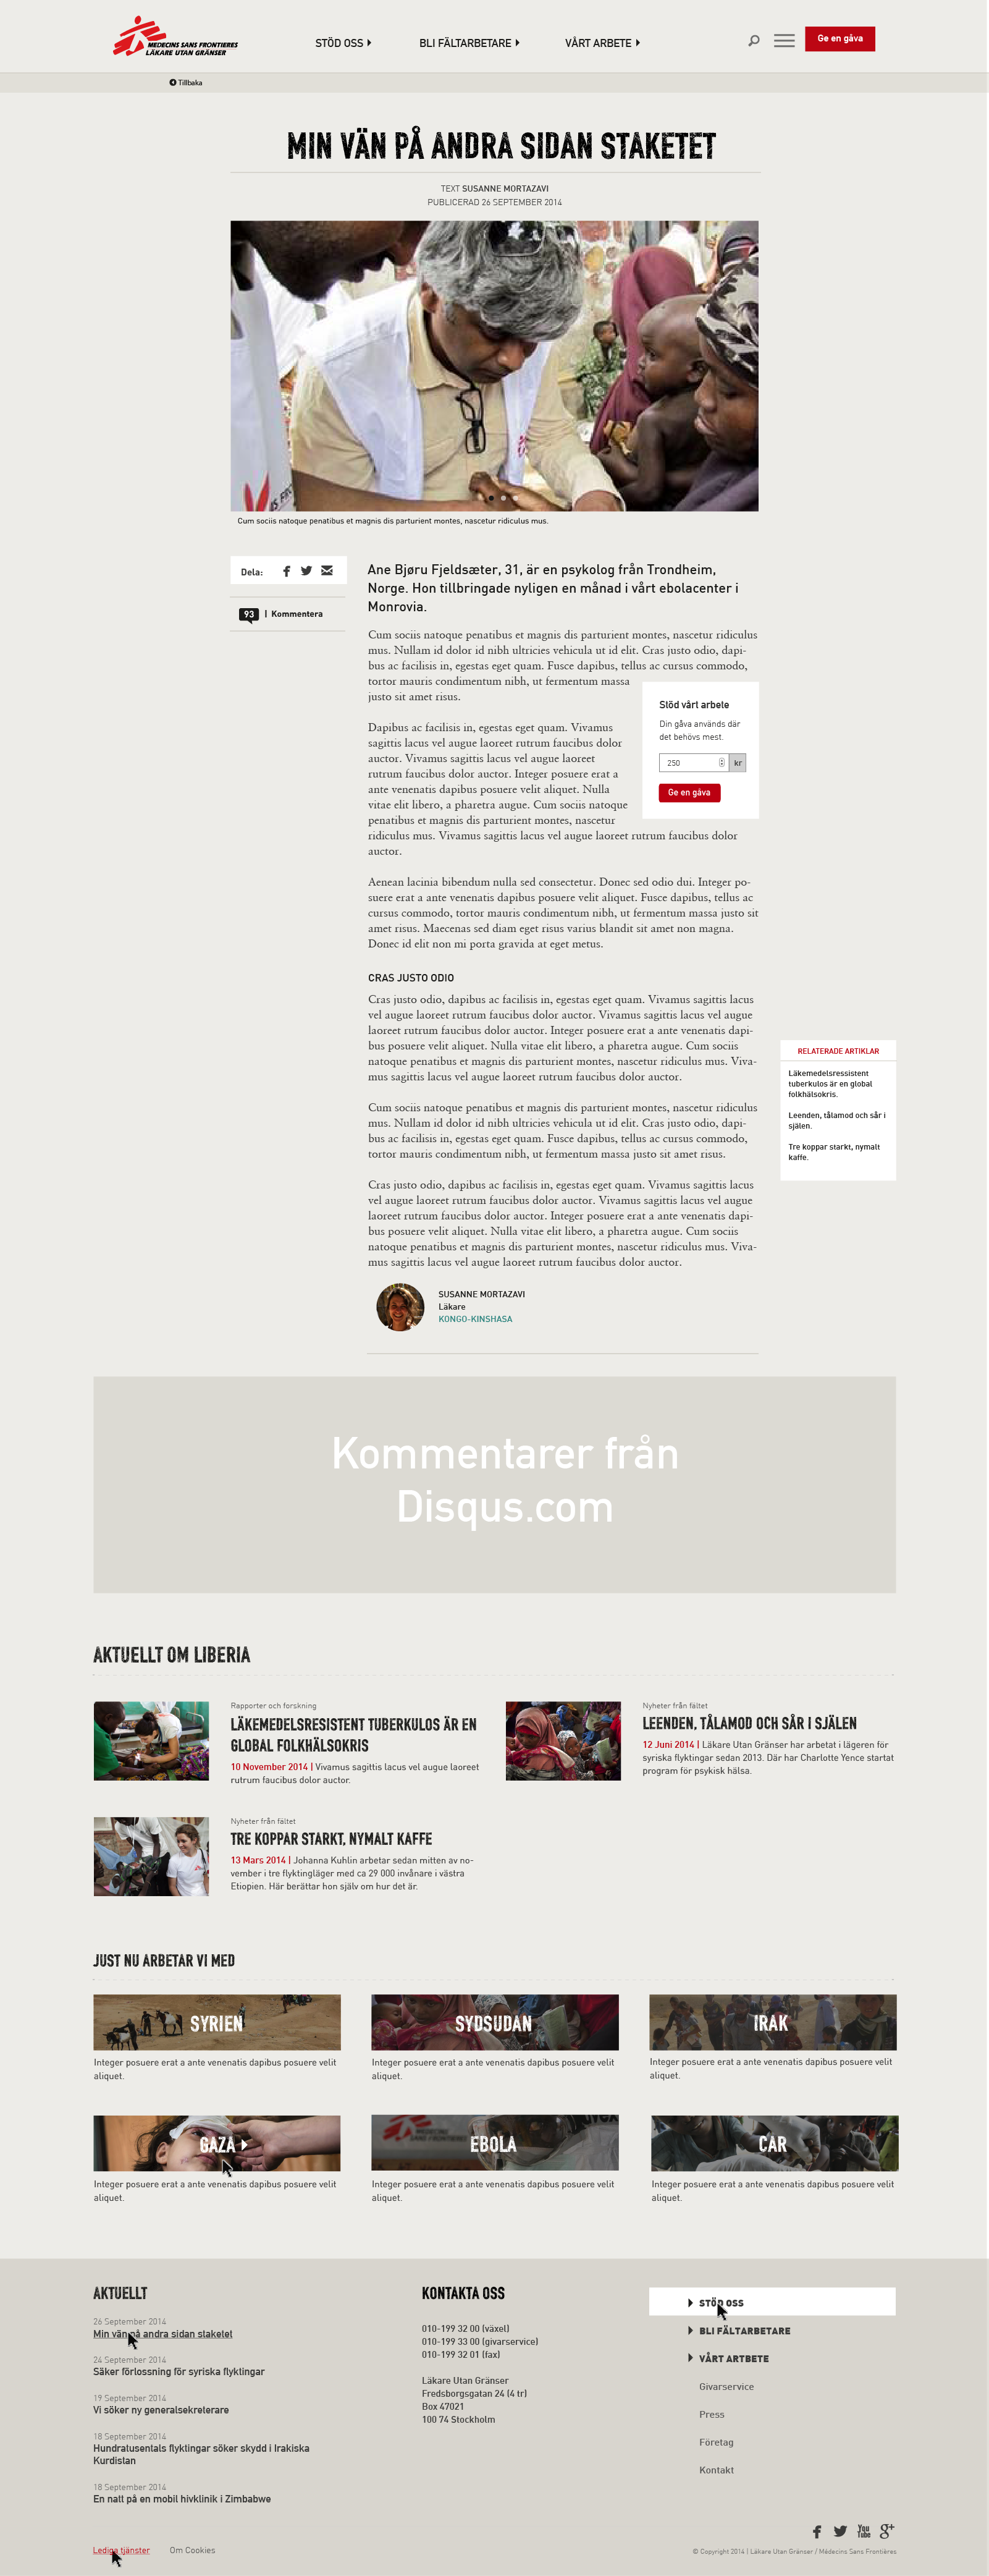 MEDECINS SANS FRONTIERES
LÄKARE UTAN GRÄNSER
STÖD OSS
BLI FÄLTARBETARE
VÅRT ARBETE
Ge en gåva
Tillbaka
MIN VÄN PÅ ANDRA SIDAN STAKETET
TEXT SUSANNE MORTAZAVI
PUBLICERAD 26 SEPTEMBER 2014
Cum sociis natoque penatibus et magnis dis parturient montes, nascetur ridiculus mus.
Dela:
93 | Kommentera
Ane Bjøru Fjeldsæter, 31, är en psykolog från Trondheim,
Norge. Hon tillbringade nyligen en månad i vårt ebolacenter i
Monrovia.
Cum sociis natoque penatibus et magnis dis parturient montes, nascetur ridiculus
mus. Nullam id dolor id nibh ultricies vehicula ut id elit. Cras justo odio, dapi-
bus ac facilisis in, egestas eget quam. Fusce dapibus, tellus ac cursus commodo,
tortor mauris condimentum nibh, ut fermentum massa
justo sit amet risus.
Dapibus ac facilisis in, egestas eget quam. Vivamus
sagittis lacus vel augue laoreet rutrum faucibus dolor
auctor. Vivamus sagittis lacus vel augue laoreet
rutrum faucibus dolor auctor. Integer posuere erat a
ante venenatis dapibus posuere velit aliquet. Nulla
vitae elit libero, a pharetra augue. Cum sociis natoque
penatibus et magnis dis parturient montes, nascetur
ridiculus mus. Vivamus sagittis lacus vel augue laoreet rutrum faucibus dolor
auctor.
Stöd vårt arbete
Din gåva används där
det behövs mest.
250
kr
Ge en gåva
Aenean lacinia bibendum nulla sed consectetur. Donec sed odio dui. Integer po-
suere erat a ante venenatis dapibus posuere velit aliquet. Fusce dapibus, tellus ac
cursus commodo, tortor mauris condimentum nibh, ut fermentum massa justo sit
amet risus. Maecenas sed diam eget risus varius blandit sit amet non magna.
Donec id elit non mi porta gravida at eget metus.
CRAS JUSTO ODIO
Cras justo odio, dapibus ac facilisis in, egestas eget quam. Vivamus sagittis lacus
vel augue laoreet rutrum faucibus dolor auctor. Vivamus sagittis lacus vel augue
laoreet rutrum faucibus dolor auctor. Integer posuere erat a ante venenatis dapi-
bus posuere velit aliquet. Nulla vitae elit libero, a pharetra augue. Cum sociis
natoque penatibus et magnis dis parturient montes, nascetur ridiculus mus. Viva-
mus sagittis lacus vel augue laoreet rutrum faucibus dolor auctor.
RELATERADE ARTIKLAR
Läkemedelsressistent
tuberkulos är en global
folkhälsokris.
Leenden, tålamod och sår i
själen.
Tre koppar starkt, nymalt
kaffe.
Cum sociis natoque penatibus et magnis dis parturient montes, nascetur ridiculus
mus. Nullam id dolor id nibh ultricies vehicula ut id elit. Cras justo odio, dapi-
bus ac facilisis in, egestas eget quam. Fusce dapibus, tellus ac cursus commodo,
tortor mauris condimentum nibh, ut fermentum massa justo sit amet risus.
Cras justo odio, dapibus ac facilisis in, egestas eget quam. Vivamus sagittis lacus
vel augue laoreet rutrum faucibus dolor auctor. Vivamus sagittis lacus vel augue
laoreet rutrum faucibus dolor auctor. Integer posuere erat a ante venenatis dapi-
bus posuere velit aliquet. Nulla vitae elit libero, a pharetra augue. Cum sociis
natoque penatibus et magnis dis parturient montes, nascetur ridiculus mus. Viva-
mus sagittis lacus vel augue laoreet rutrum faucibus dolor auctor.
SUSANNE MORTAZAVI
Läkare
KONGO-KINSHASA
Kommentarer från
Disqus.com
AKTUELLT OM LIBERIA
Rapporter och forskning
LÄKEMEDELSRESISTENT TUBERKULOS ÄR EN
GLOBAL FOLKHÄLSOKRIS
10 November 2014 | Vivamus sagittis lacus vel augue laoreet
rutrum faucibus dolor auctor.
Nyheter från fältet
LEENDEN, TÅLAMOD OCH SÅR I SJÄLEN
12 Juni 2014 | Läkare Utan Gränser har arbetat i lägeren för
syriska flyktingar sedan 2013. Där har Charlotte Yence startat
program för psykisk hälsa.
Nyheter från fältet
TRE KOPPAR STARKT, NYMALT KAFFE
13 Mars 2014 | Johanna Kuhlin arbetar sedan mitten av no-
vember i tre flyktingläger med ca 29 000 invånare i västra
Etiopien. Här berättar hon själv om hur det är.
JUST NU ARBETAR VI MED
SYRIEN
SYDSUDAN
IRAK
Integer posuere erat a ante venenatis dapibus posuere velit
aliquet.
Integer posuere erat a ante venenatis dapibus posuere velit
aliquet.
Integer posuere erat a ante venenatis dapibus posuere velit
aliquet.
GAZA
EBOLA
CAR
Integer posuere erat a ante venenatis dapibus posuere velit
aliquet.
Integer posuere erat a ante venenatis dapibus posuere velit
aliquet.
Integer posuere erat a ante venenatis dapibus posuere velit
aliquet.
AKTUELLT
26 September 2014
Min vän på andra sidan staketet
24 September 2014
Säker förlossning för syriska flyktingar
19 September 2014
Vi söker ny generalsekreterare
18 September 2014
Hundratusentals flyktingar söker skydd i Irakiska
Kurdistan
18 September 2014
En natt på en mobil hivklinik i Zimbabwe
KONTAKTA OSS
010-199 32 00 (växel)
010-199 33 00 (givarservice)
010-199 32 01 (fax)
Läkare Utan Gränser
Fredsborgsgatan 24 (4 tr)
Box 47021
100 74 Stockholm
STÖD OSS
BLI FÄLTARBETARE
VÅRT ARTBETE
Givarservice
Press
Företag
Kontakt
You
Tube
g+
Lediga tjänster
Om Cookies
© Copyright 2014 | Läkare Utan Gränser / Médecins Sans Frontières